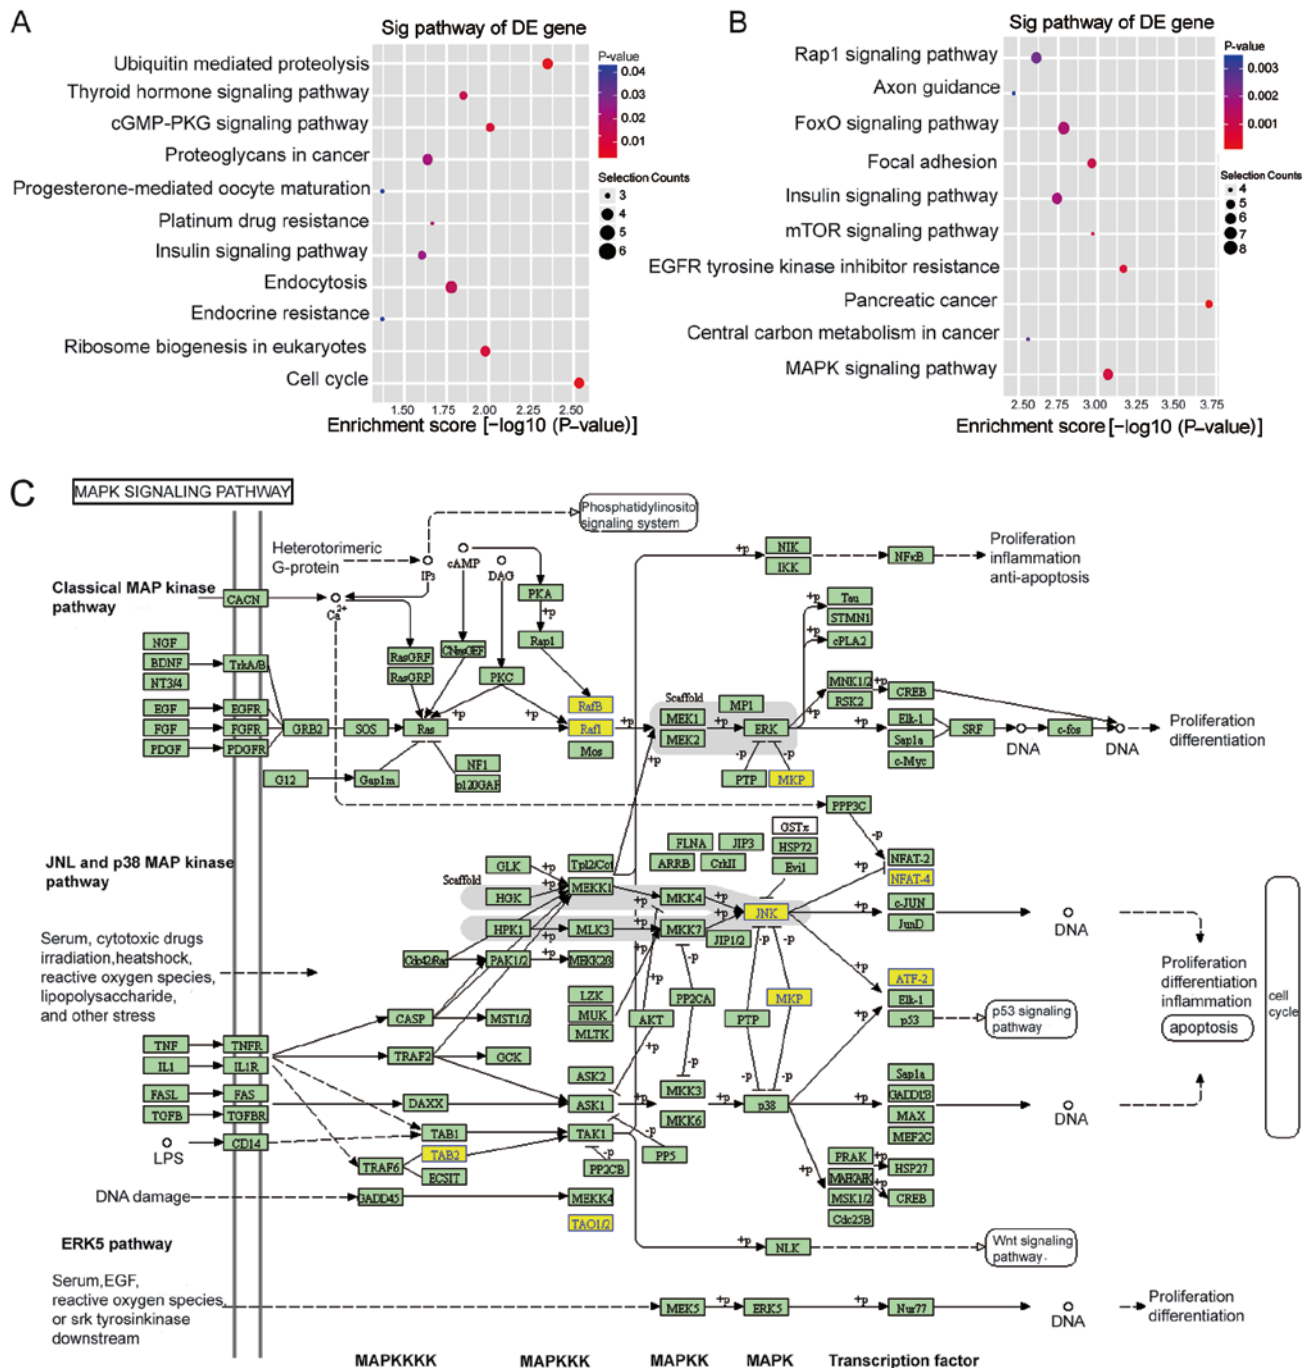 A
Sig pathway of DE gene
Ubiquitin mediated proteolysis
Thyroid hormone signaling pathway
cGMP-PKG signaling pathway
Proteoglycans in cancer
Progesterone-mediated oocyte maturation
Platinum drug resistance
Insulin signaling pathway
Endocytosis
Endocrine resistance
Ribosome biogenesis in eukaryotes
Cell cycle
1.50 1.75 2.00 2.25 2.50
Enrichment score [−log10 (P−value)]
P-value
0.04
0.03
0.02
0.01
Selection Counts
3
4
5
6
B
Sig pathway of DE gene
Rap1 signaling pathway
Axon guidance
FoxO signaling pathway
Focal adhesion
Insulin signaling pathway
mTOR signaling pathway
EGFR tyrosine kinase inhibitor resistance
Pancreatic cancer
Central carbon metabolism in cancer
MAPK signaling pathway
2.50 2.75 3.00 3.25 3.50 3.75
Enrichment score [−log10 (P−value)]
P-value
0.003
0.002
0.001
Selection Counts
4
5
6
7
8
C
MAPK SIGNALING PATHWAY
Phosphatidylinosito
signaling system
Heterotorimeric
G-protein
IP3
cAMP
DAG
+p
NIK
IKK
NFκB
Proliferation
inflammation
anti-apoptosis
Classical MAP kinase
pathway
CACN
Ca2+
PKA
+p
Rap1
+p
Tau
STMN1
+p
cPLA2
NGF
BDNF
NT3/4
TrkA/B
RasGRF
RasGRP
CNasGEF
PKC
RafB
Scaffold
MP1
MNK1/2
RSK2
+p
CREB
EGF
FGF
PDGF
EGFR
FGFR
PDGFR
GRB2
SOS
Ras
+p
+p
Raf1
Mos
+p
MEK1
MEK2
+p
ERK
+p
+p
Elk-1
Sap1a
c-Myc
SRF
DNA
c-fos
DNA
Proliferation
differentiation
G12
Gap1m
NF1
p120GAP
+p
-p
-p
PTP
MKP
PPP3C
-p
JNL and p38 MAP kinase
pathway
Scaffold
GLK
HGK
+p
+p
Tpl2/Cot
MEKK1
FLNA
JIP3
ARRB
CrkII
GSTπ
HSP72
Evi1
NFAT-2
NFAT-4
+p
MKK4
+p
JNK
+p
c-JUN
JunD
DNA
HPK1
+p
MLK3
+p
+p
MKK7
+p
JIP1/2
Serum, cytotoxic drugs
irradiation,heatshock,
reactive oxygen species,
lipopolysaccharide,
and other stress
Cdc42/Rac
PAK1/2
+p
MEKK2/3
+p
+p
ATF-2
Elk-1
p53
p53 signaling
pathway
Proliferation
differentiation
inflammation
apoptosis
cell
cycle
LZK
MUK
MLTK
PP2CA
AKT
MKP
PTP
+p
CASP
MST1/2
TNF
IL1
TNFR
IL1R
TRAF2
GCK
+p
-p
-p
-p
ASK2
FASL
TGFB
FAS
TGFBR
DAXX
ASK1
+p
MKK3
MKK6
+p
p38
+p
Sap1a
GADD153
MAX
MEF2C
DNA
LPS
CD14
TAB1
TAB2
ECSIT
TRAF6
TAK1
-p
-p
PP2CB
PP5
+p
PRAK
MAPKAPK
MSK1/2
Cdc25B
+p
+p
HSP27
CREB
DNA damage
GADD45
MEKK4
TAO1/2
ERK5 pathway
+p
NLK
Wnt signaling
pathway
Serum,EGF,
reactive oxygen species,
or srk tyrosinkinase
downstream
MEK5
+p
ERK5
+p
Nur77
DNA
Proliferation
differentiation
MAPKKKK
MAPKKK
MAPKK
MAPK
Transcription factor